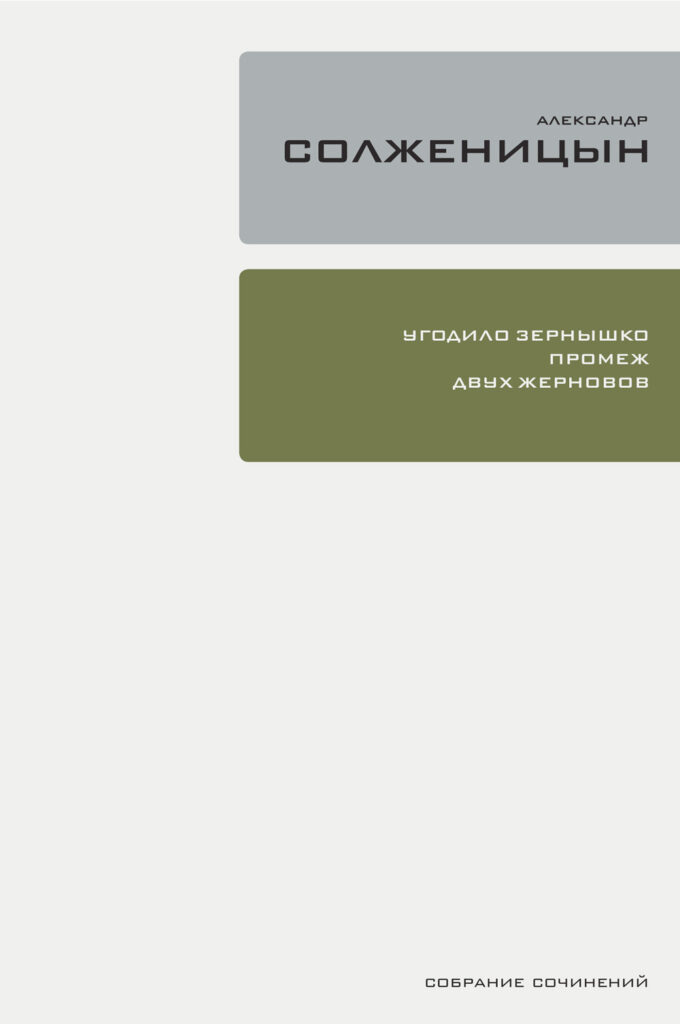 АЛЕКСАНДР
СОЛЖЕНИЦЫН
УГОДИЛО ЗЕРНЫШКО
ПРОМЕЖ
ДВУХ ЖЕРНОВОВ
СОБРАНИЕ СОЧИНЕНИЙ